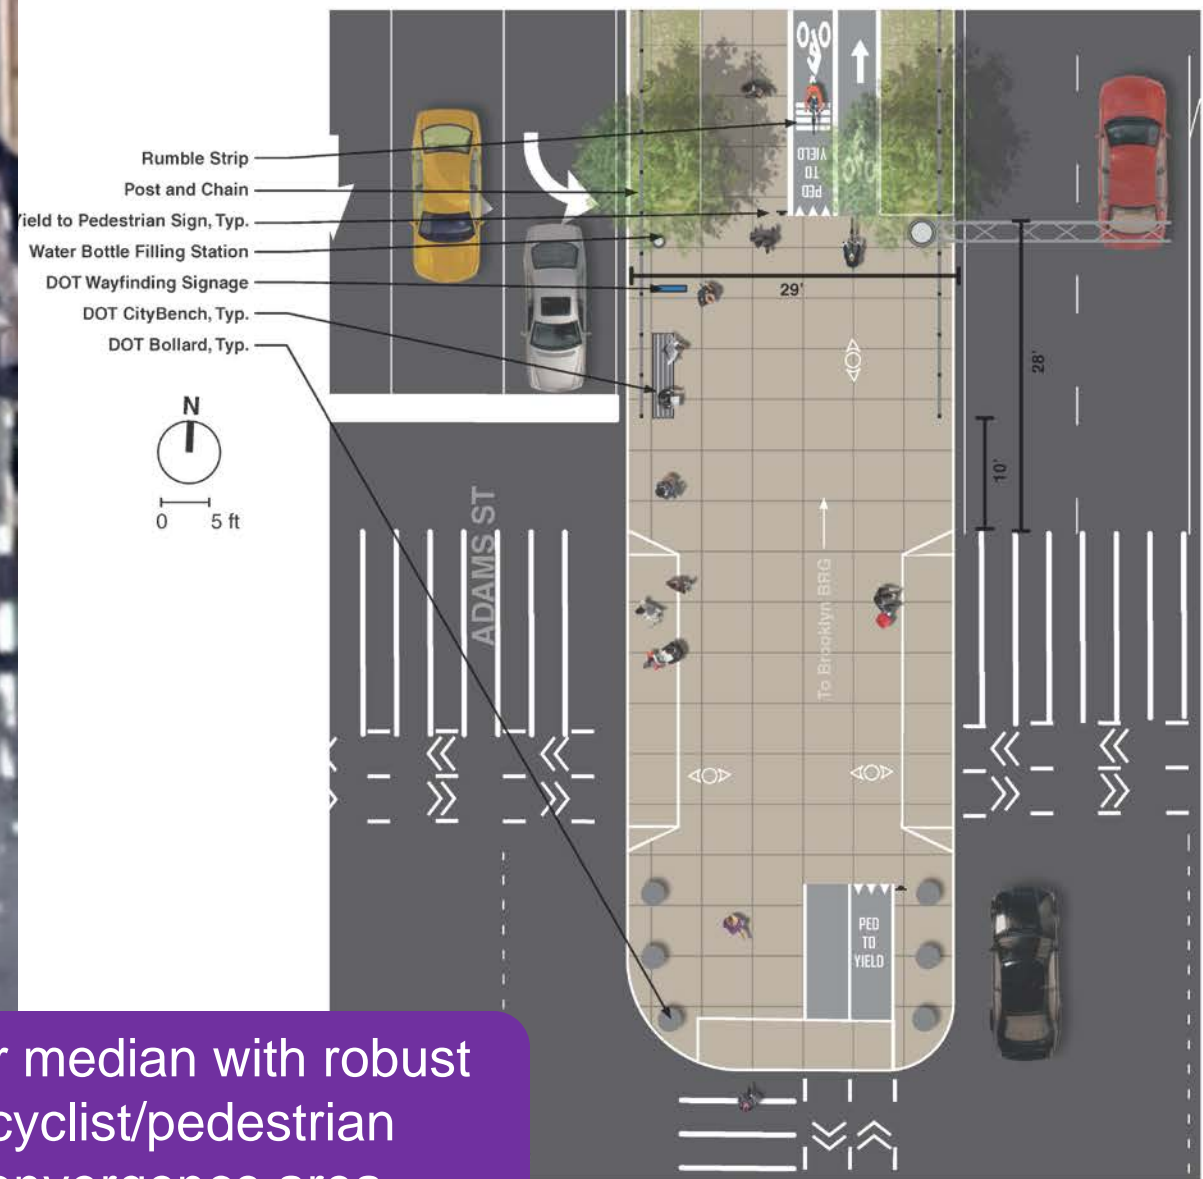 Rumble Strip
Post and Chain
Yield to Pedestrian Sign, Typ.
Water Bottle Filling Station
DOT Wayfinding Signage
DOT CityBench, Typ.
DOT Bollard, Typ.
N
0 5 ft
YIELD
TO
PED
29'
28'
10'
ADAMS ST
To Brooklyn BRG
PED
TO
YIELD
median with robust
cyclist/pedestrian
area